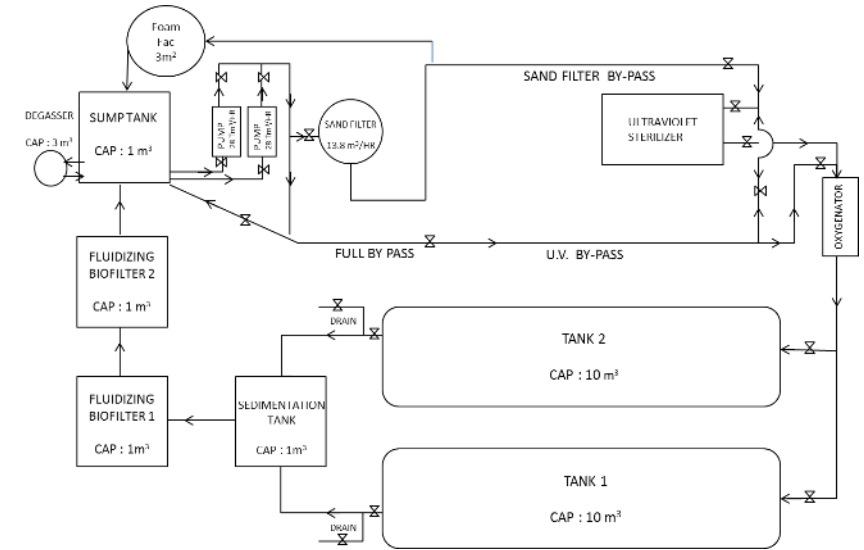 Foam
Fac
3m²
SAND FILTER BY-PASS
DEGASSER
CAP : 3 m³
SUMP TANK
CAP : 1 m³
PUMP
PUMP
SAND FILTER
13.8 m²/HR
ULTRAVIOLET
STERILIZER
OXYGENATOR
FULL BY PASS
U.V. BY-PASS
FLUIDIZING
BIOFILTER 2
CAP : 1 m³
DRAIN
TANK 2
CAP : 10 m³
FLUIDIZING
BIOFILTER 1
CAP : 1m³
SEDIMENTATION
TANK
CAP : 1m³
TANK 1
CAP : 10 m³
DRAIN